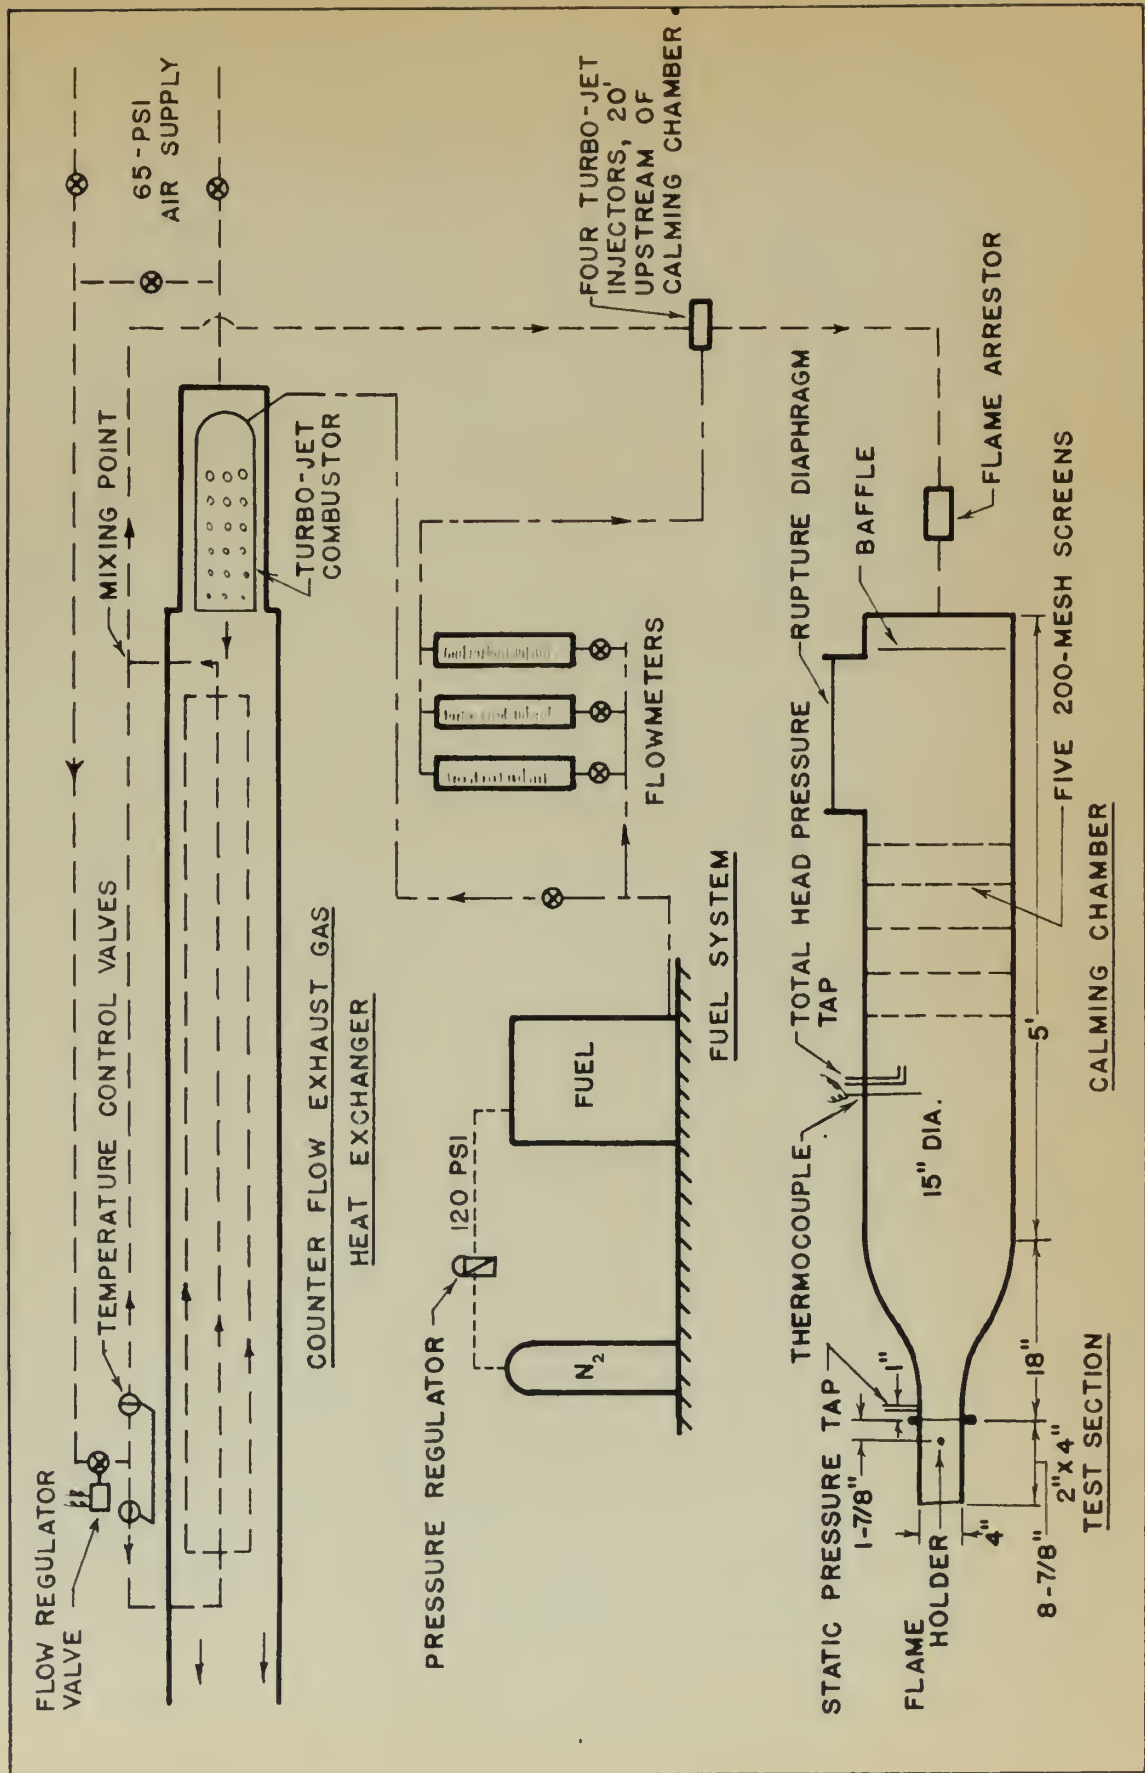 FLOW REGULATOR
VALVE
TEMPERATURE CONTROL VALVES
MIXING POINT
65-PSI
AIR SUPPLY
TURBO-JET
COMBUSTOR
COUNTER FLOW EXHAUST GAS
HEAT EXCHANGER
PRESSURE REGULATOR
120 PSI
N2
FUEL
FUEL SYSTEM
FLOWMETERS
FOUR TURBO-JET
INJECTORS, 20'
UPSTREAM OF
CALMING CHAMBER
STATIC PRESSURE TAP
THERMOCOUPLE
TOTAL HEAD PRESSURE
TAP
RUPTURE DIAPHRAGM
BAFFLE
FLAME ARRESTOR
1-7/8"
1"
FLAME
HOLDER
4"
15" DIA.
8-7/8"
18"
5'
FIVE 200-MESH SCREENS
2"X4"
TEST SECTION
CALMING CHAMBER